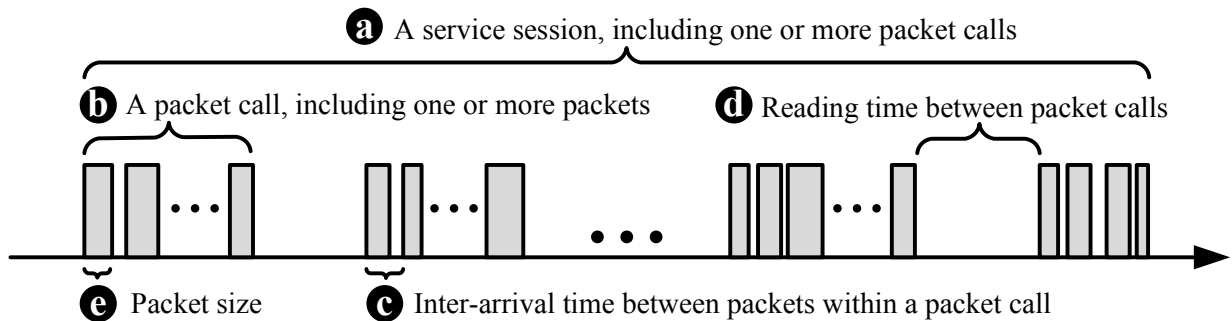 a A service session, including one or more packet calls
b A packet call, including one or more packets
d Reading time between packet calls
e Packet size
c Inter-arrival time between packets within a packet call